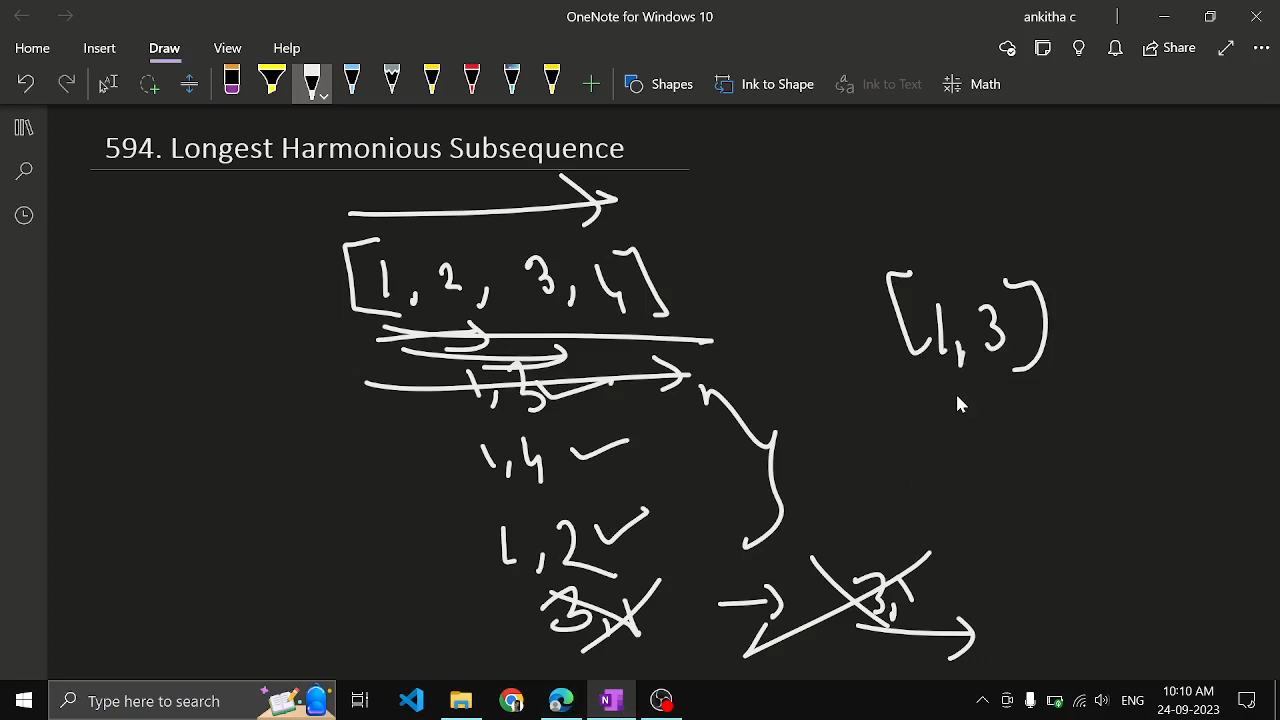 OneNote for Windows 10
ankitha c
Home Insert Draw View Help
Share
Shapes Ink to Shape Ink to Text Math
594. Longest Harmonious Subsequence
[1, 2, 3, 4]
[1, 3)
1, 3
1, 4
1, 2
3, 1
3, 1
Type here to search
ENG
10:10 AM
24-09-2023